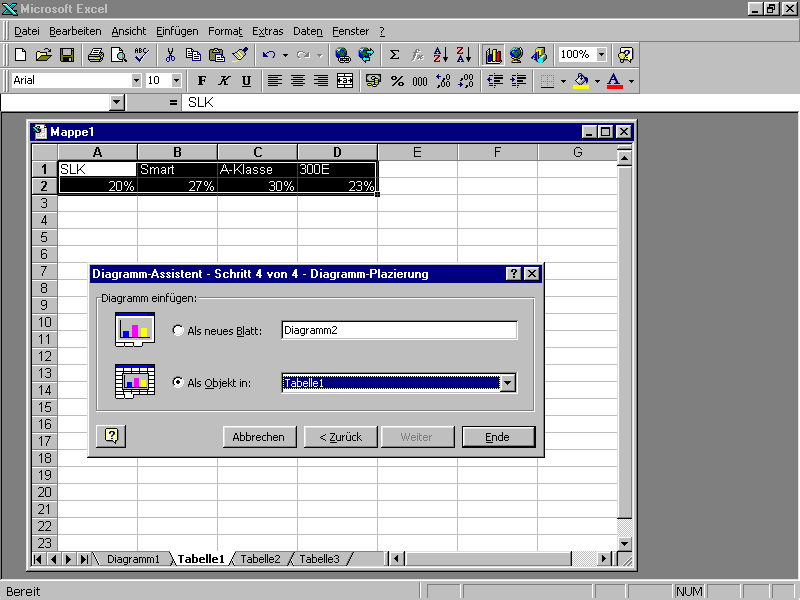 Microsoft Excel
Datei Bearbeiten Ansicht Einfügen Format Extras Daten Fenster ?
100%
Arial 10 F K U % 000
= SLK
Mappe1
A B C D E F G
1 SLK Smart A-Klasse 300E
2 20% 27% 30% 23%
3
4
5
6
7
8
9
10
11
12
13
14
15
16
17
18
19
20
21
22
23
Diagramm-Assistent - Schritt 4 von 4 - Diagramm-Plazierung
Diagramm einfügen:
Als neues Blatt: Diagramm2
Als Objekt in: Tabelle1
Abbrechen < Zurück Weiter Ende
Diagramm1 Tabelle1 Tabelle2 Tabelle3
Bereit NUM